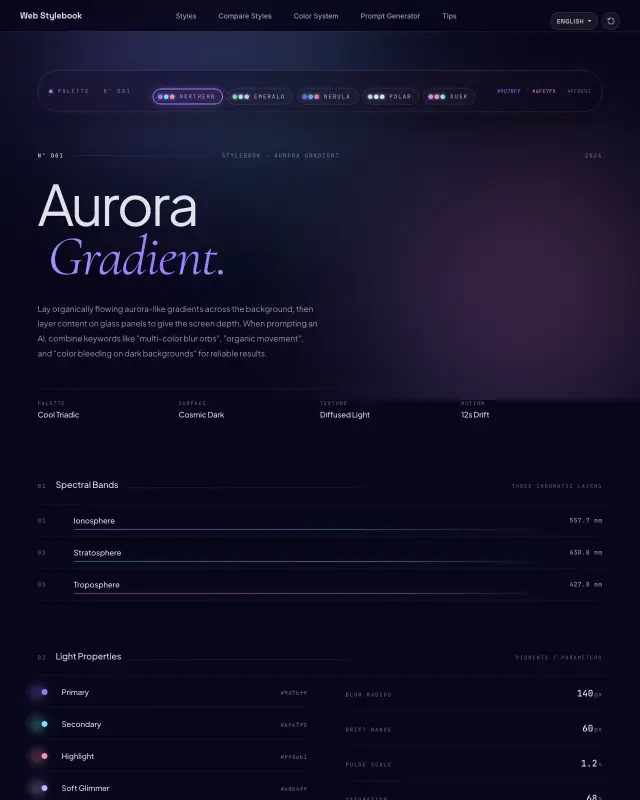 Web Stylebook
Styles
Compare Styles
Color System
Prompt Generator
Tips
ENGLISH
PALETTE N° 001
NORTHERN
EMERALD
NEBULA
POLAR
DUSK
N° 001
STYLEBOOK · AURORA GRADIENT
2026
Aurora
Gradient.
Lay organically flowing aurora-like gradients across the background, then
layer content on glass panels to give the screen depth. When prompting an
AI, combine keywords like "multi-color blur orbs", "organic movement",
and "color bleeding on dark backgrounds" for reliable results.
PALETTE
Cool Triadic
SURFACE
Cosmic Dark
TEXTURE
Diffused Light
MOTION
12s Drift
01 Spectral Bands
THREE CHROMATIC LAYERS
01 Ionosphere 557.7 nm
02 Stratosphere 630.0 nm
03 Troposphere 427.8 nm
02 Light Properties
PIGMENTS / PARAMETERS
Primary #9d7bff
Secondary
Highlight
Soft Glimmer
BLUR RADIUS 140px
DRIFT RANGE 60px
PULSE SCALE 1.2x
SATURATION 68%